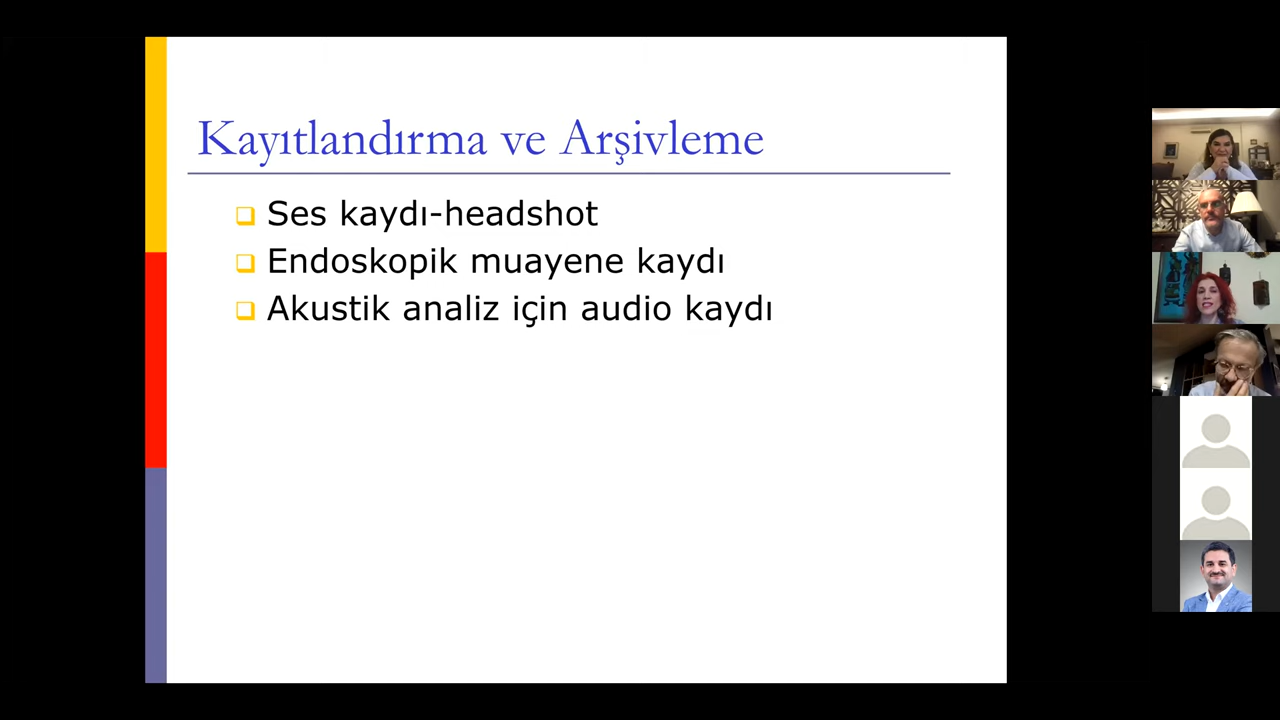 Kayıtlandırma ve Arşivleme
Ses kaydı-headshot
Endoskopik muayene kaydı
Akustik analiz için audio kaydı